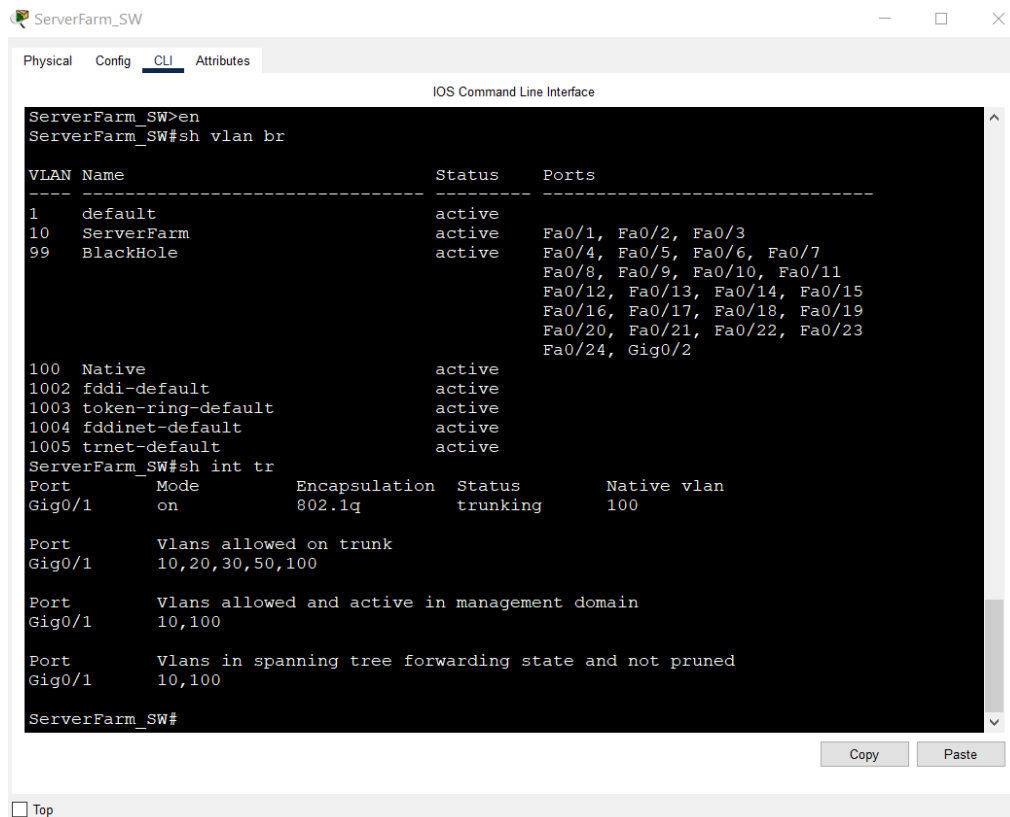 ServerFarm_SW
Physical Config CLI Attributes
IOS Command Line Interface
ServerFarm_SW>en
ServerFarm_SW#sh vlan br
VLAN Name Status Ports
---- -------------------------------- --------- -------------------------------
1 default active
10 ServerFarm active Fa0/1, Fa0/2, Fa0/3
99 BlackHole active Fa0/4, Fa0/5, Fa0/6, Fa0/7
Fa0/8, Fa0/9, Fa0/10, Fa0/11
Fa0/12, Fa0/13, Fa0/14, Fa0/15
Fa0/16, Fa0/17, Fa0/18, Fa0/19
Fa0/20, Fa0/21, Fa0/22, Fa0/23
Fa0/24, Gig0/2
100 Native active
1002 fddi-default active
1003 token-ring-default active
1004 fddinet-default active
1005 trnet-default active
ServerFarm_SW#sh int tr
Port Mode Encapsulation Status Native vlan
Gig0/1 on 802.1q trunking 100
Port Vlans allowed on trunk
Gig0/1 10,20,30,50,100
Port Vlans allowed and active in management domain
Gig0/1 10,100
Port Vlans in spanning tree forwarding state and not pruned
Gig0/1 10,100
ServerFarm_SW#
Copy Paste
Top